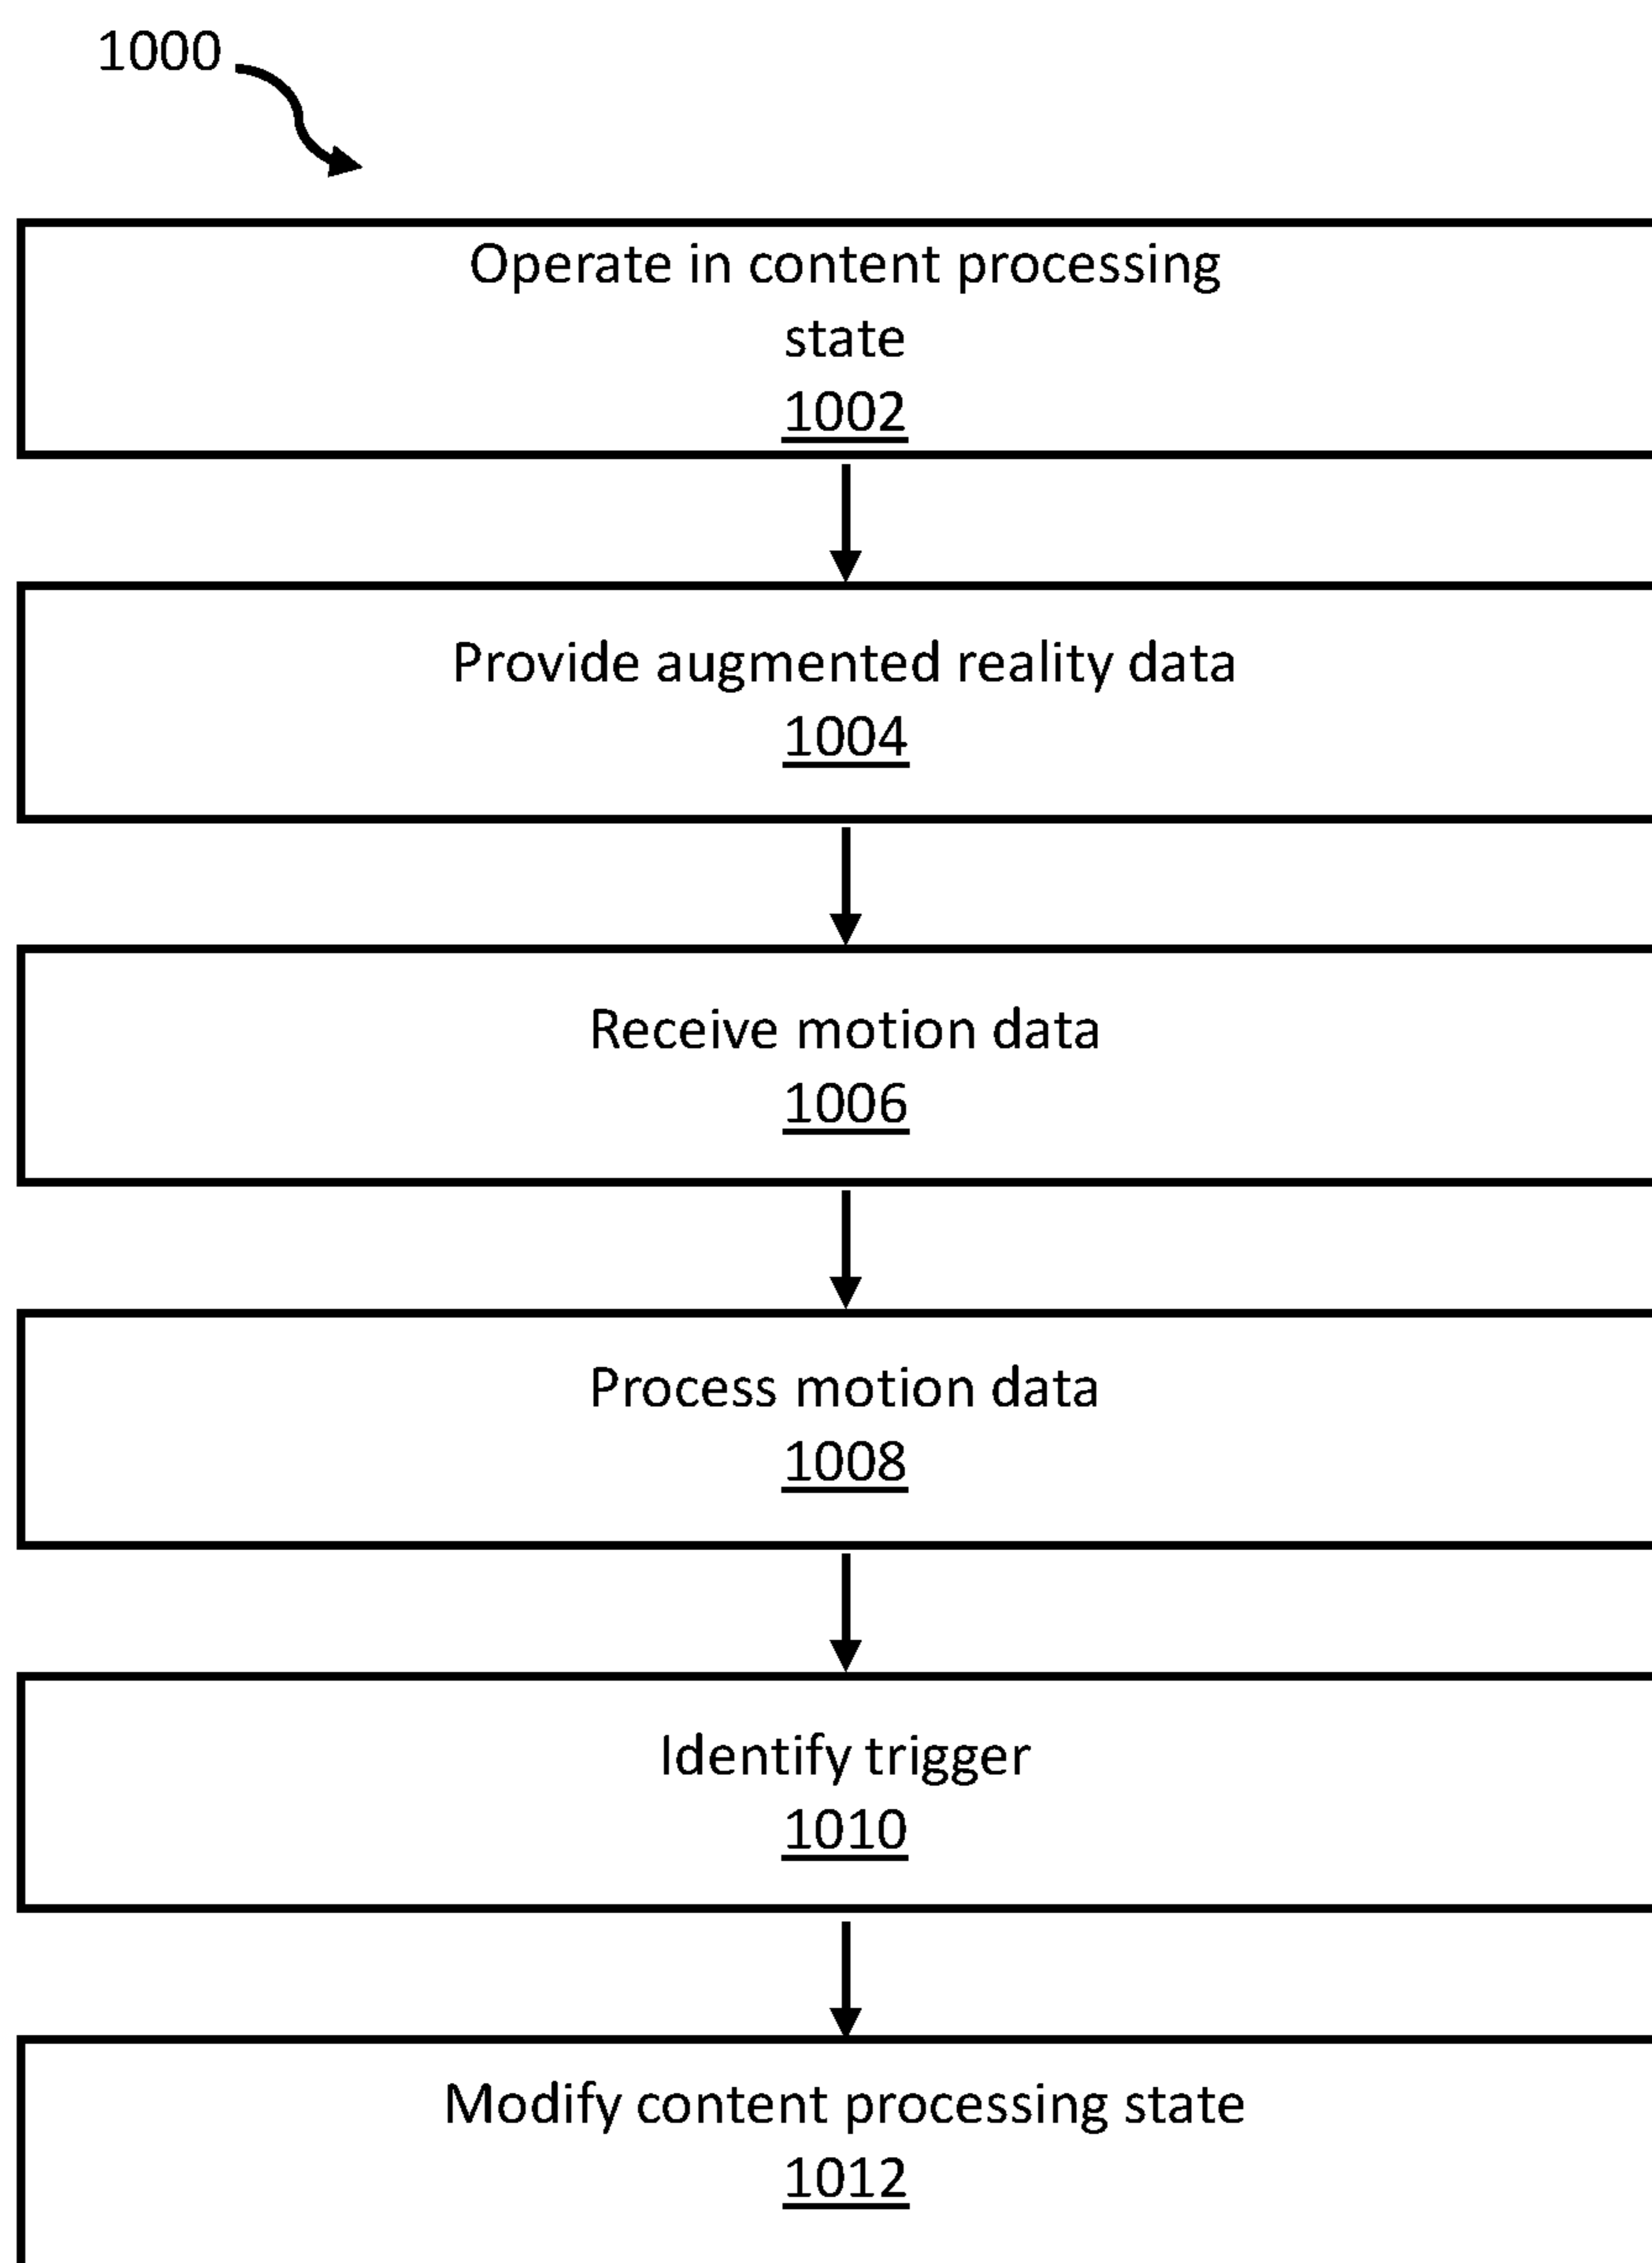 1000
Operate in content processing
state
1002
Provide augmented reality data
1004
Receive motion data
1006
Process motion data
1008
Identify trigger
1010
Modify content processing state
1012